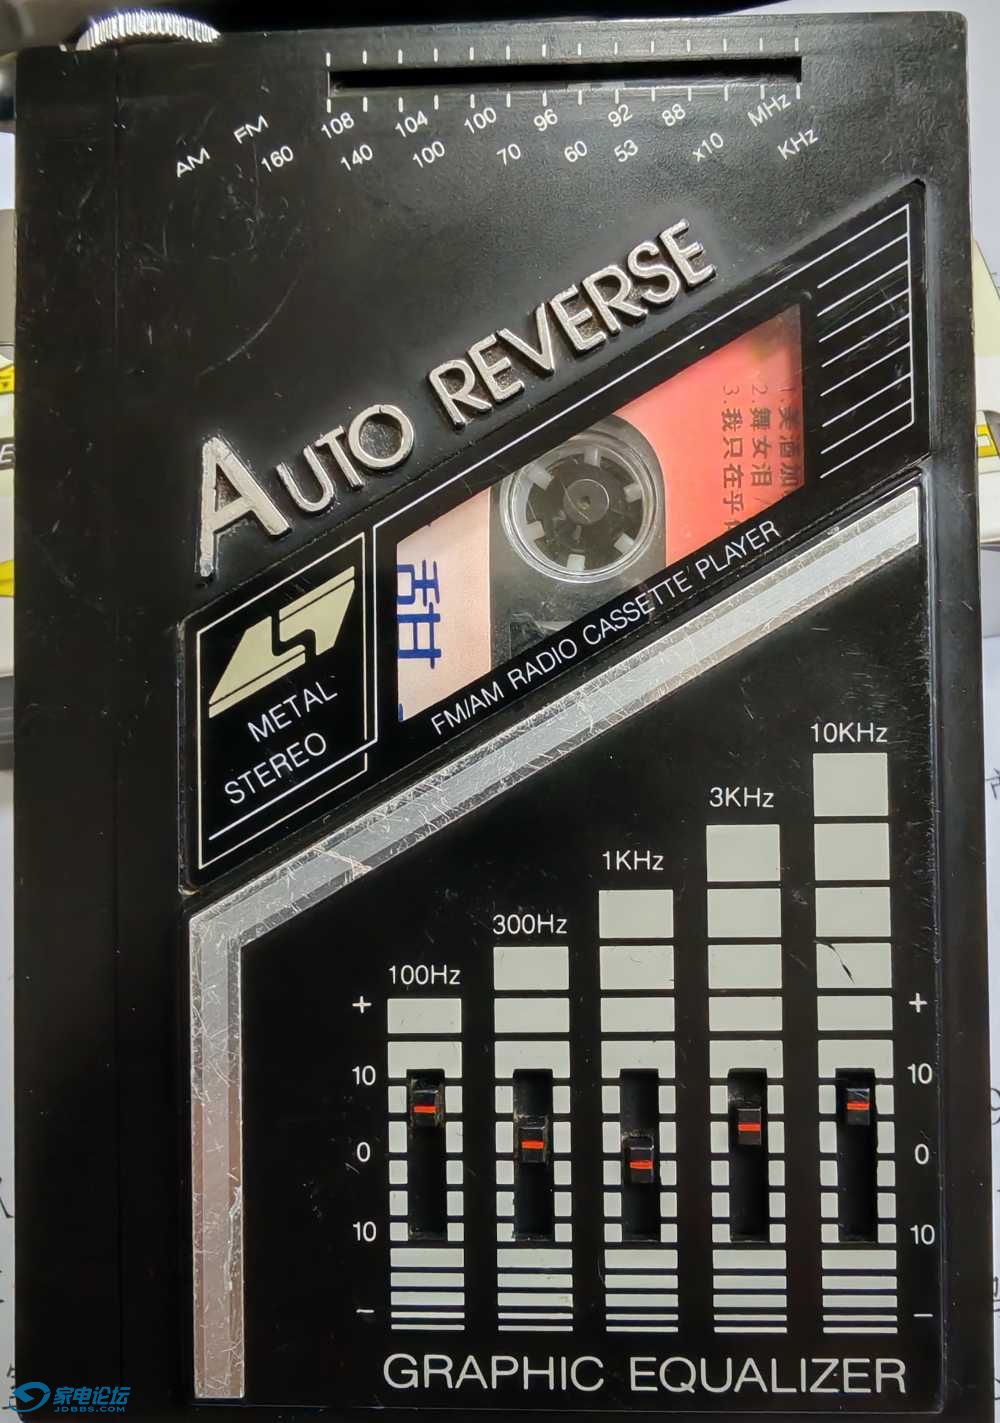 FM 108 104 100 96 92 88 MHz
AM 160 140 100 70 60 53 x10 KHz
AUTO REVERSE
1.美酒加
2.舞女泪
3.我只在乎
甜
FM/AM RADIO CASSETTE PLAYER
METAL
STEREO
10KHz
3KHz
1KHz
300Hz
100Hz
+ +
10 10
0 0
10 10
− −
GRAPHIC EQUALIZER
家电论坛
JDBBS.COM